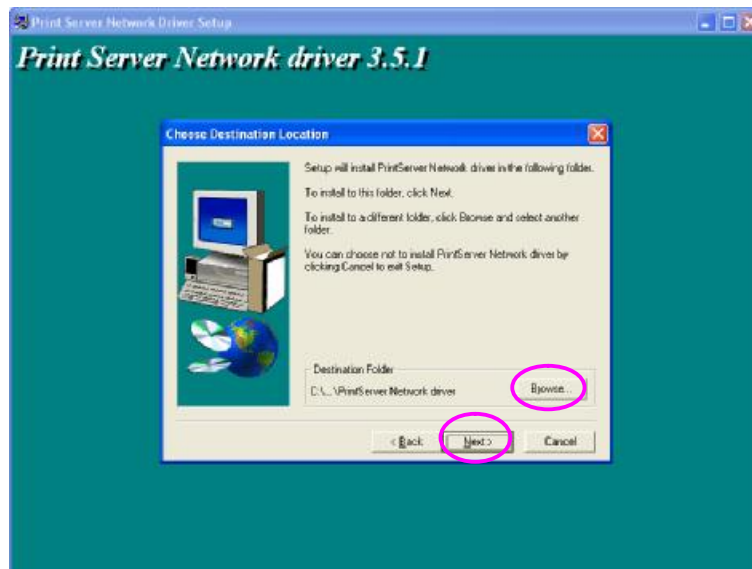 Print Server Network Driver Setup
Print Server Network driver 3.5.1
Choose Destination Location
Setup will install PrintServer Network driver in the following folder.
To install to this folder, click Next.
To install to a different folder, click Browse and select another
folder.
You can choose not to install PrintServer Network driver by
clicking Cancel to exit Setup.
Destination Folder
C:\...\PrintServer Network driver
Browse...
< Back
Next >
Cancel